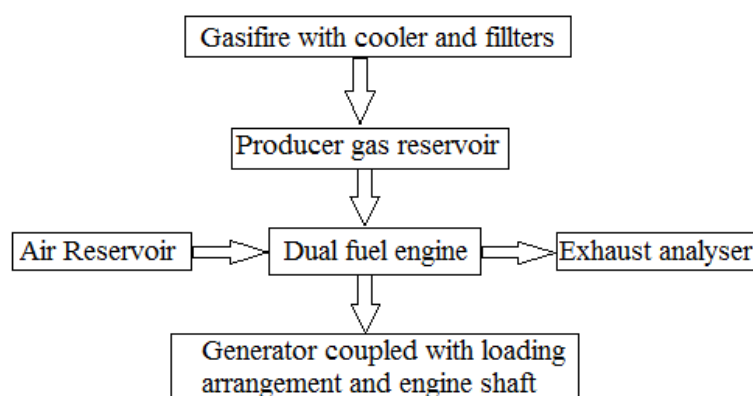 Gasifire with cooler and fillters
Producer gas reservoir
Air Reservoir
Dual fuel engine
Exhaust analyser
Generator coupled with loading
arrangement and engine shaft